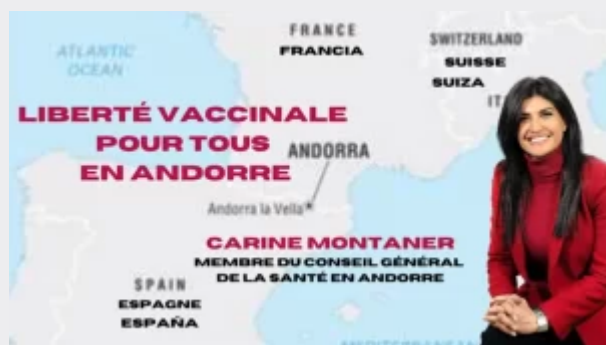 FRANCE
FRANCIA
SWITZERLAND
SUISSE
SUIZA
ATLANTIC
OCEAN
IT
LIBERTÉ VACCINALE
POUR TOUS
EN ANDORRE
ANDORRA
Andorra la Vella
CARINE MONTANER
MEMBRE DU CONSEIL GÉNÉRAL
DE LA SANTÉ EN ANDORRE
SPAIN
ESPAGNE
ESPAÑA